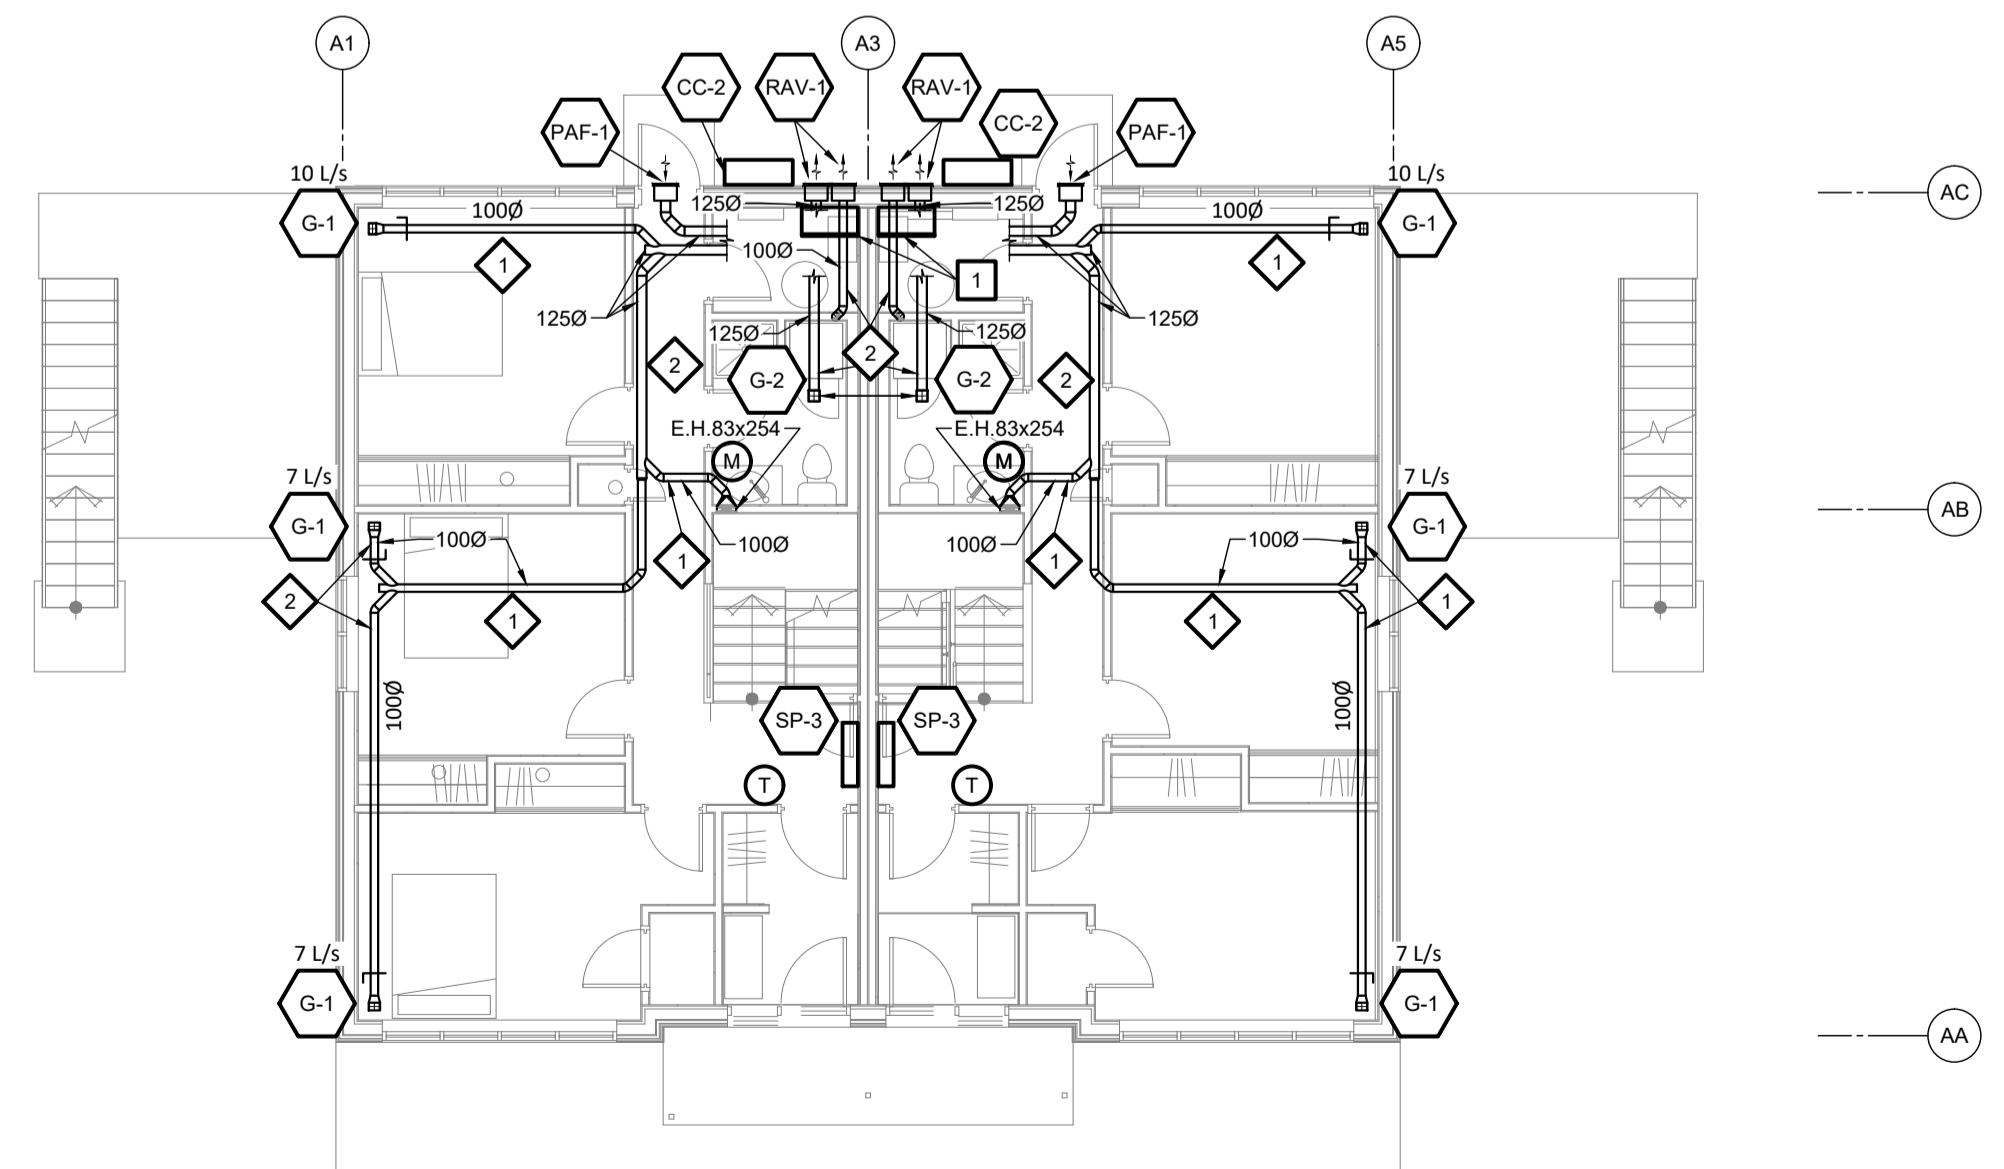 A1
A3
A5
CC-2
RAV-1
RAV-1
CC-2
PAF-1
PAF-1
10 L/s
10 L/s
AC
G-1
100Ø
125Ø
125Ø
100Ø
G-1
1
100Ø
1
1
125Ø
125Ø
125Ø
125Ø
2
G-2
2
G-2
2
E.H.83x254
E.H.83x254
M
M
7 L/s
7 L/s
G-1
100Ø
100Ø
100Ø
100Ø
G-1
AB
1
1
2
1
1
1
100Ø
100Ø
SP-3
SP-3
T
T
7 L/s
7 L/s
G-1
G-1
AA